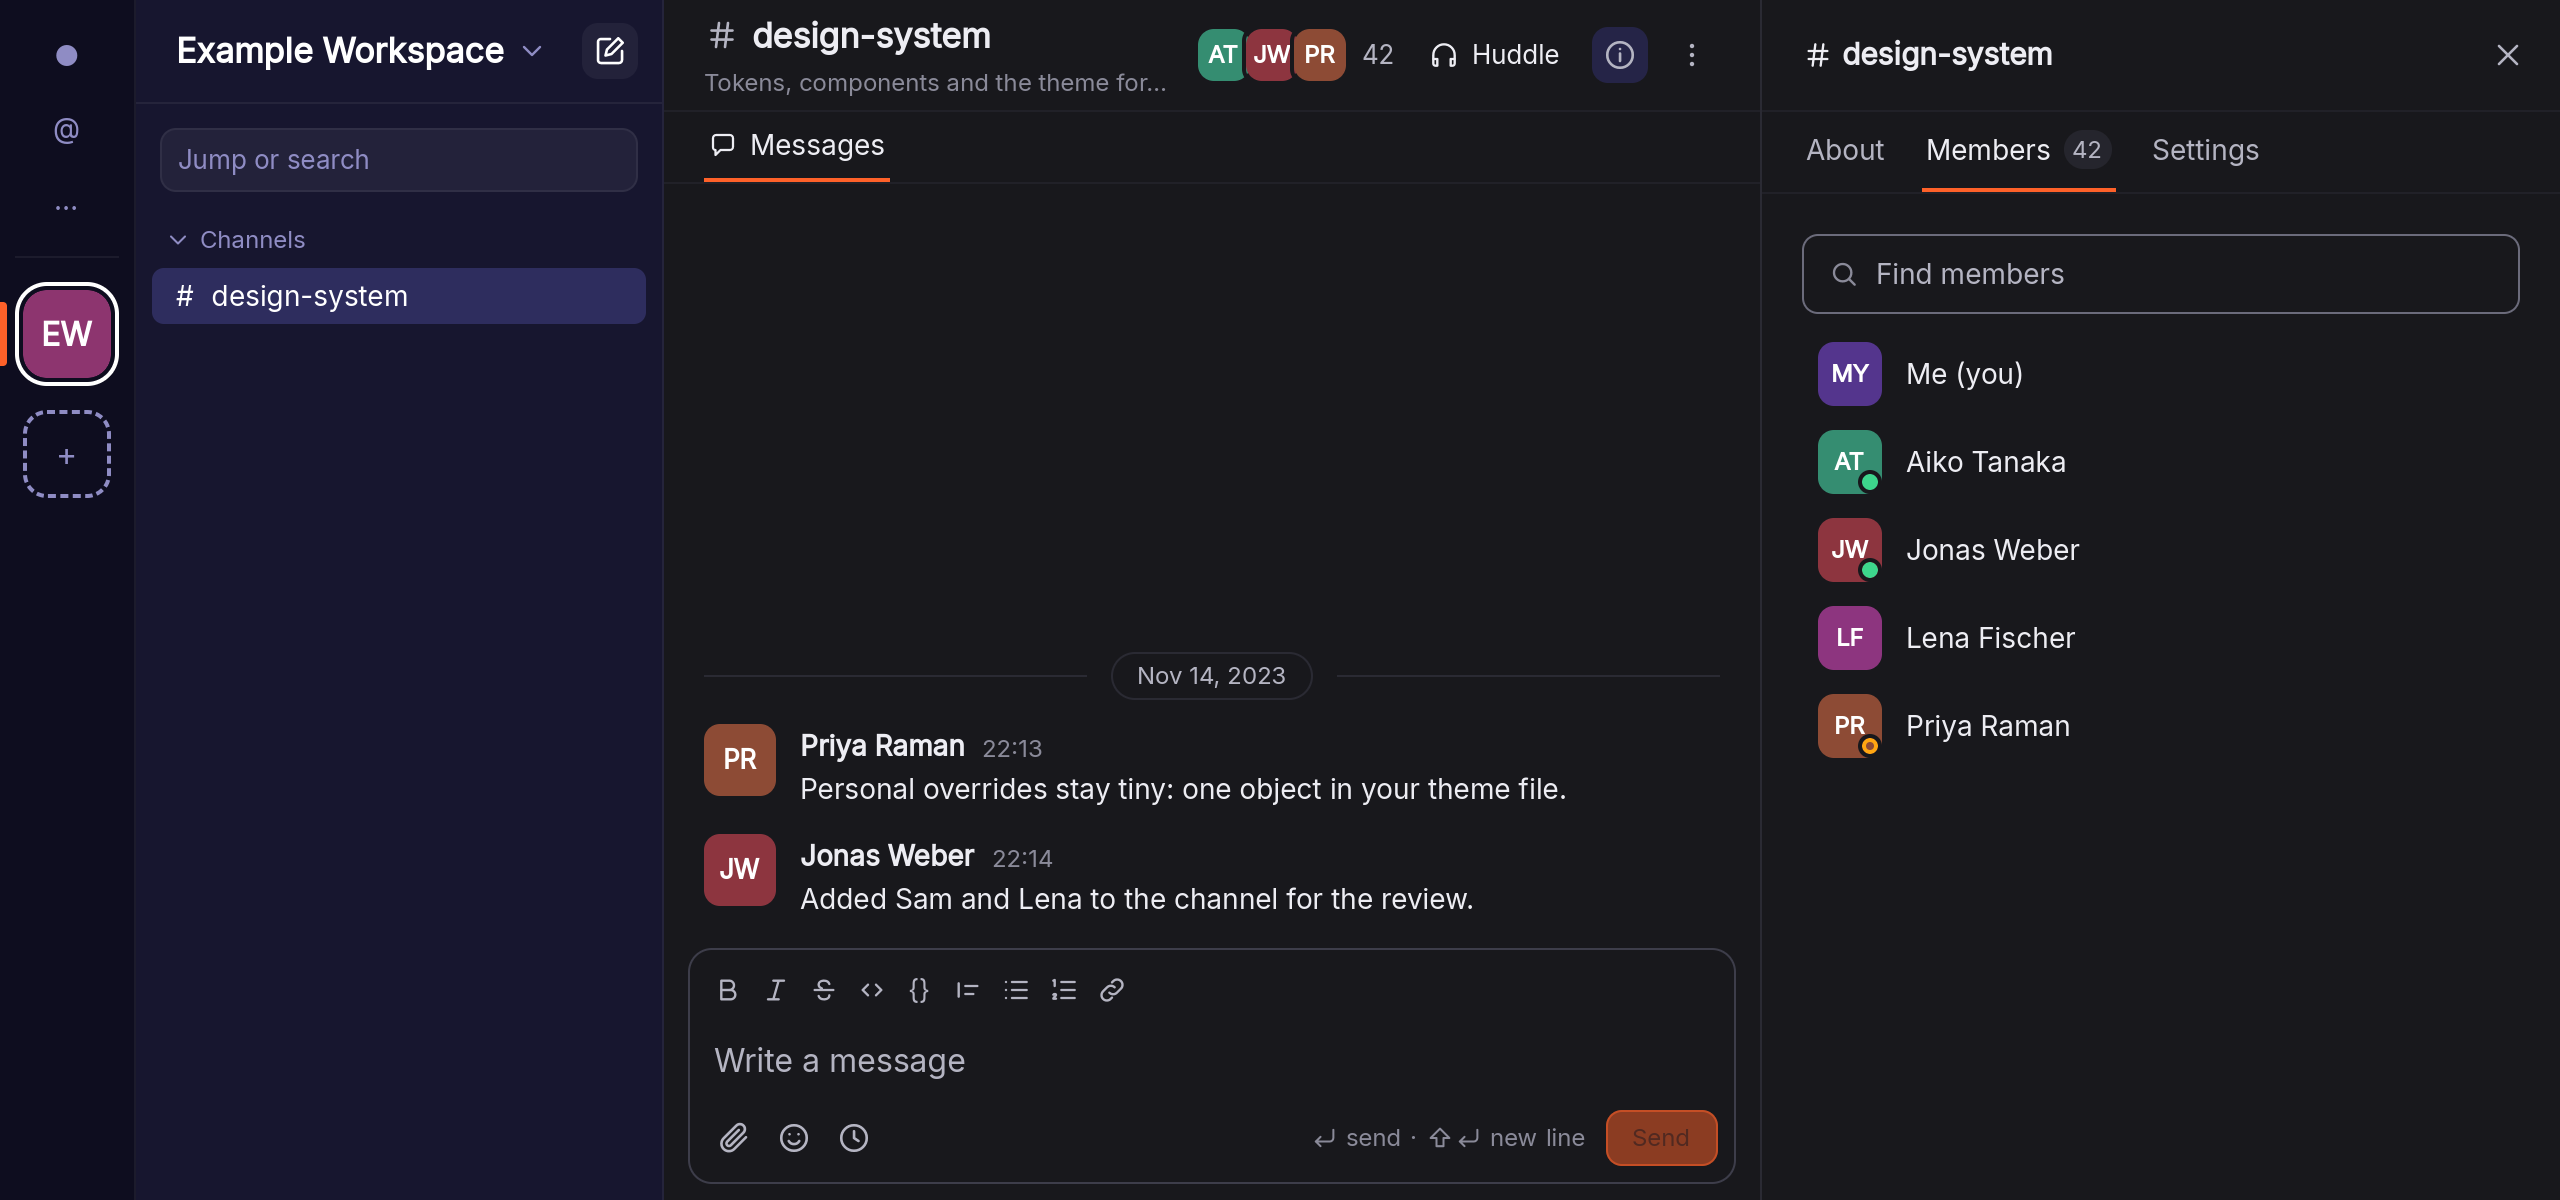 @
...
EW
+
Example Workspace
Jump or search
Channels
# design-system
# design-system
Tokens, components and the theme for...
AT JW PR 42
Huddle
Messages
Nov 14, 2023
PR
Priya Raman 22:13
Personal overrides stay tiny: one object in your theme file.
JW
Jonas Weber 22:14
Added Sam and Lena to the channel for the review.
Write a message
send · new line
Send
# design-system
About Members 42 Settings
Find members
MY Me (you)
AT Aiko Tanaka
JW Jonas Weber
LF Lena Fischer
PR Priya Raman